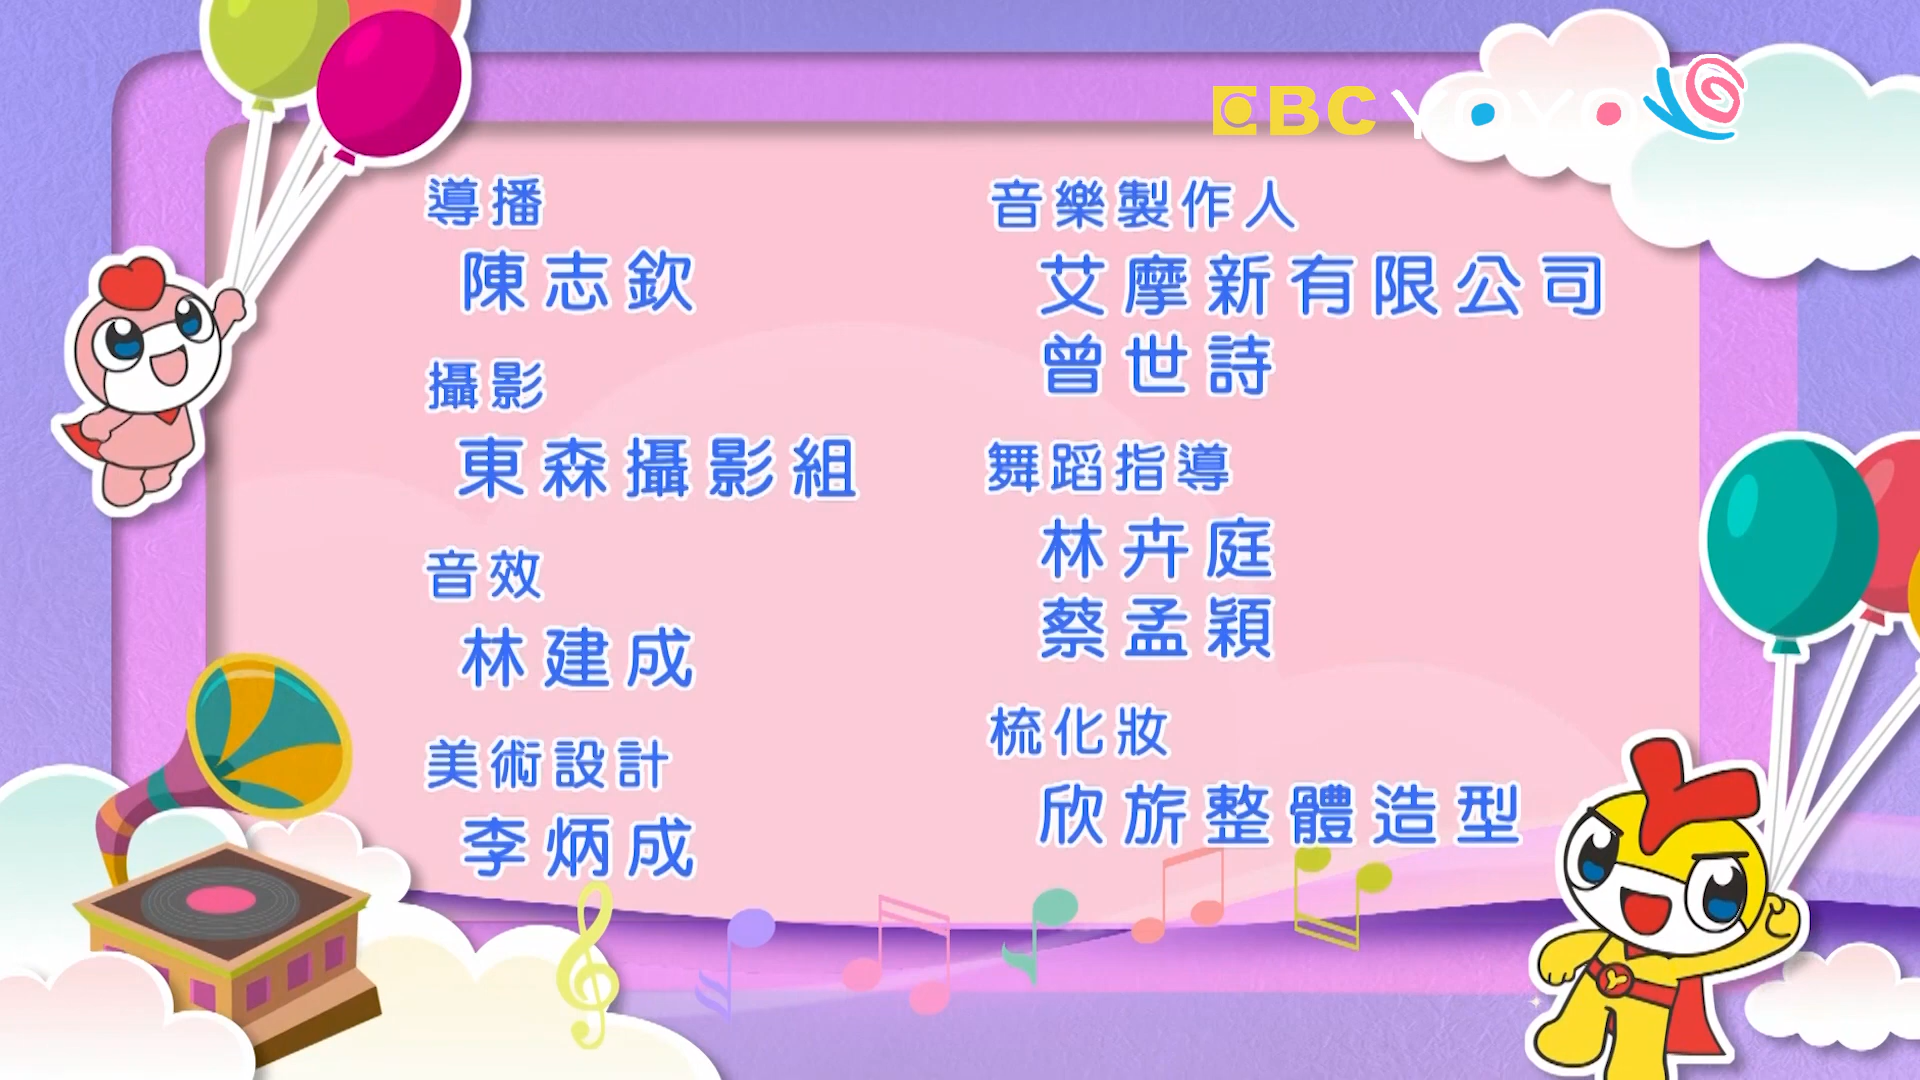 EBC YOYO
導播
陳志欽
攝影
東森攝影組
音效
林建成
美術設計
李炳成
音樂製作人
艾摩新有限公司
曾世詩
舞蹈指導
林卉庭
蔡孟穎
梳化妝
欣旂整體造型